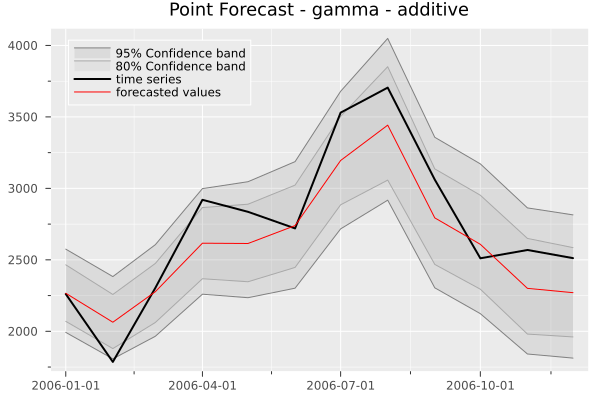 Point Forecast - gamma - additive
95% Confidence band
80% Confidence band
time series
forecasted values
4000
3500
3000
2500
2000
2006-01-01
2006-04-01
2006-07-01
2006-10-01